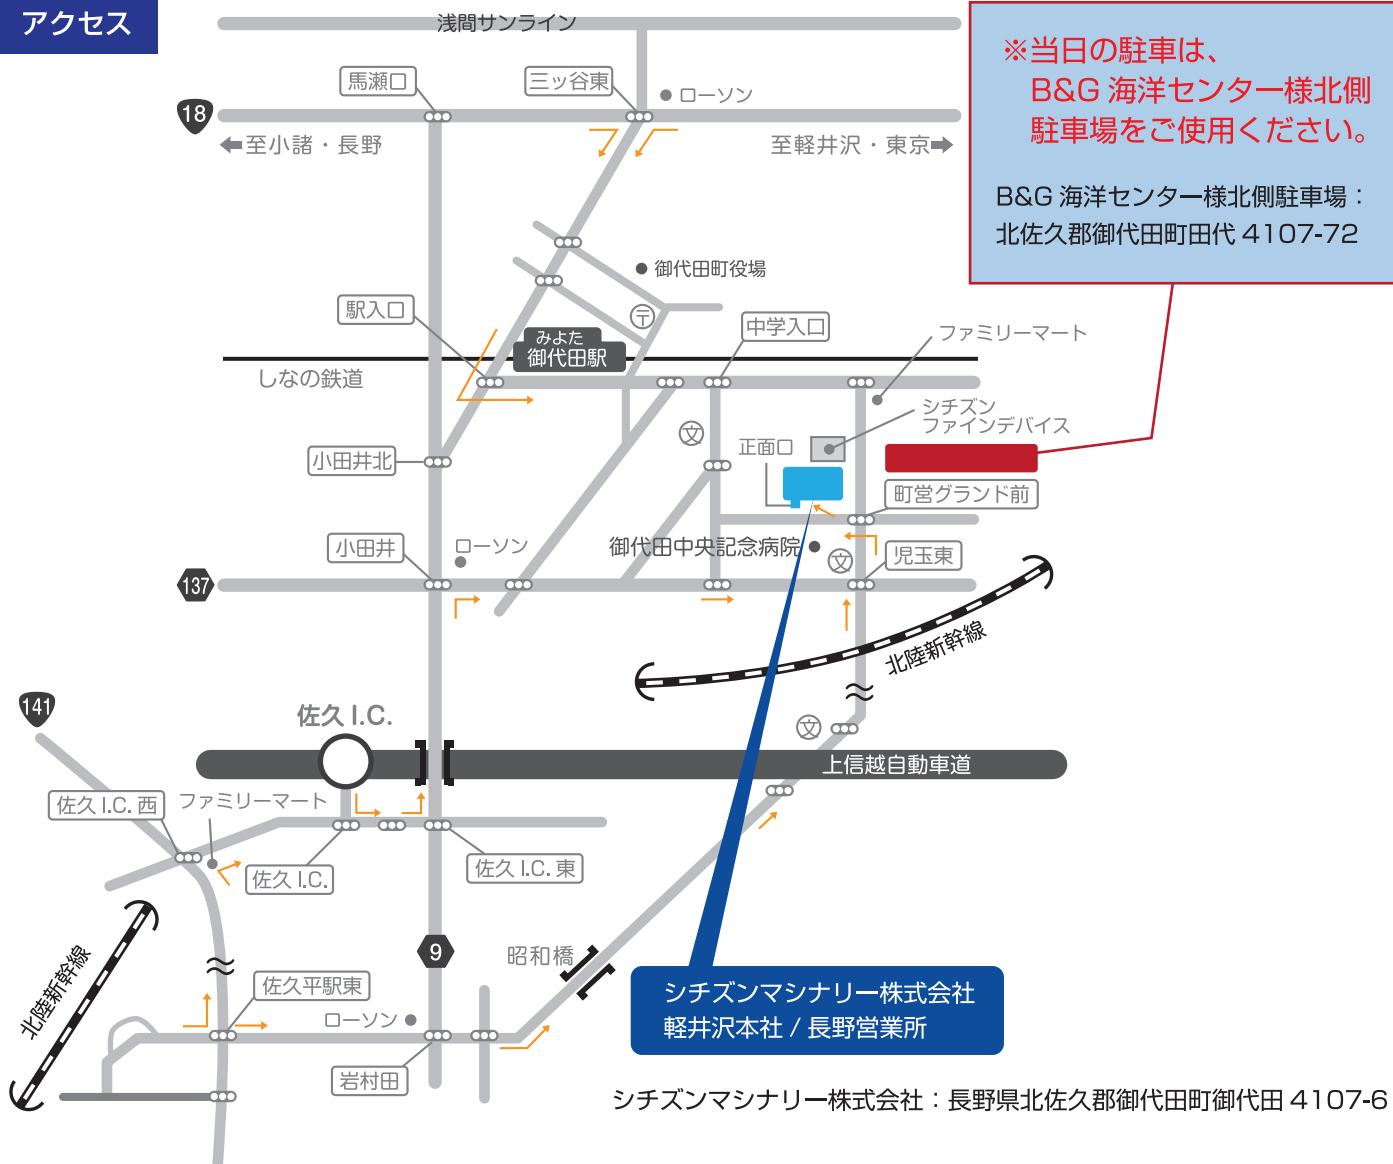 アクセス
浅間サンライン
※当日の駐車は、
B&G 海洋センター様北側
駐車場をご使用ください。
B&G 海洋センター様北側駐車場：
北佐久郡御代田町田代 4107-72
馬瀬口
三ッ谷東
ローソン
18
至小諸・長野
至軽井沢・東京
御代田町役場
駅入口
〒
中学入口
ファミリーマート
みよた
御代田駅
しなの鉄道
シチズン
ファインデバイス
文
正面口
小田井北
町営グランド前
小田井
ローソン
御代田中央記念病院
文
児玉東
137
北陸新幹線
141
佐久 I.C.
文
上信越自動車道
佐久 I.C. 西
ファミリーマート
佐久 I.C.
佐久 I.C. 東
9
昭和橋
北陸新幹線
佐久平駅東
ローソン
岩村田
シチズンマシナリー株式会社
軽井沢本社 / 長野営業所
シチズンマシナリー株式会社：長野県北佐久郡御代田町御代田 4107-6